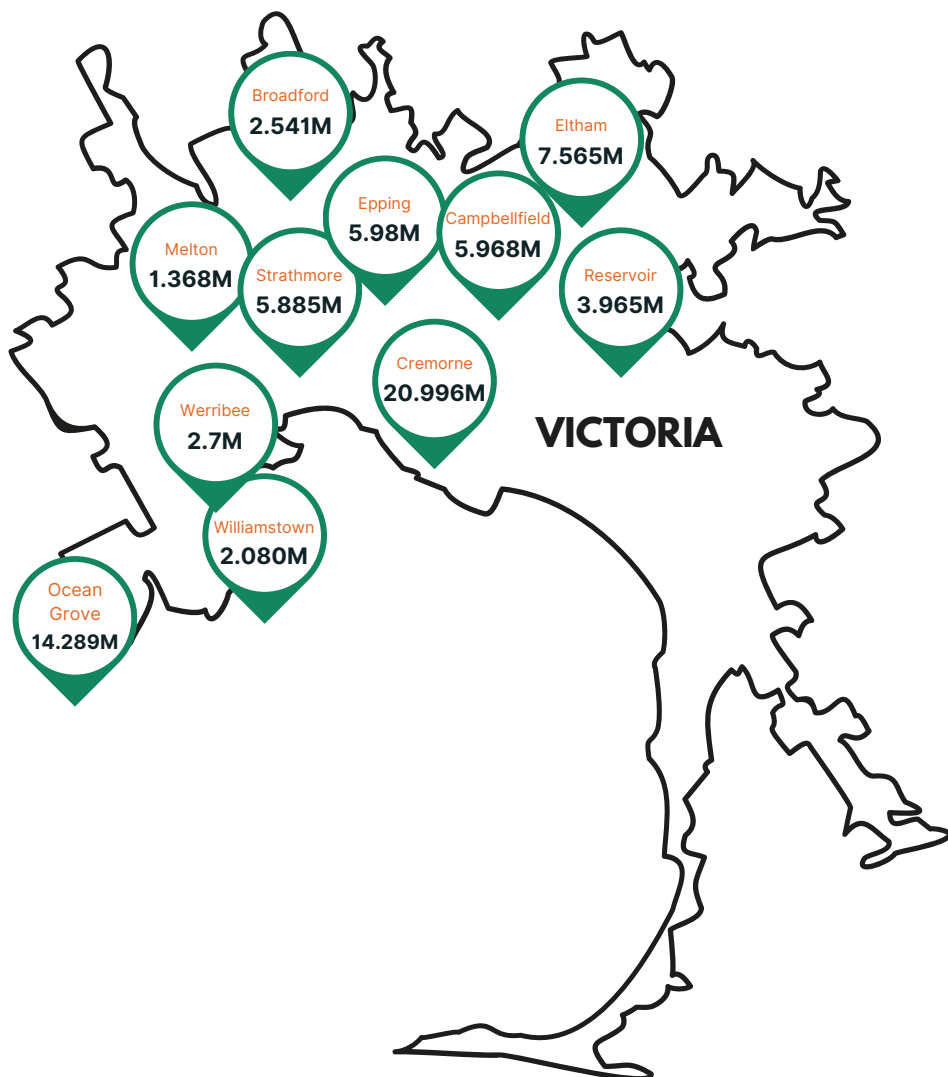 Broadford
2.541M
Eltham
7.565M
Epping
5.98M
Campbellfield
5.968M
Melton
1.368M
Strathmore
5.885M
Reservoir
3.965M
Cremorne
20.996M
Werribee
2.7M
VICTORIA
Williamstown
2.080M
Ocean
Grove
14.289M